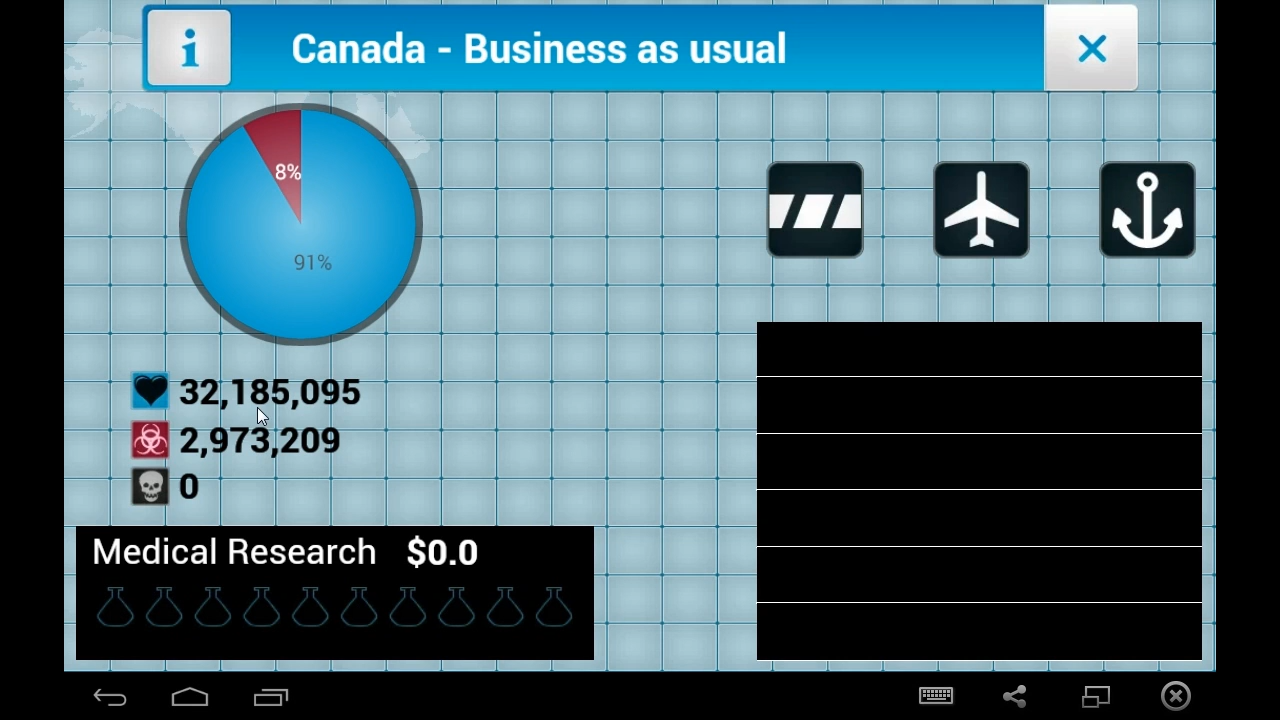 i
Canada - Business as usual
8%
91%
32,185,095
2,973,209
0
Medical Research $0.0